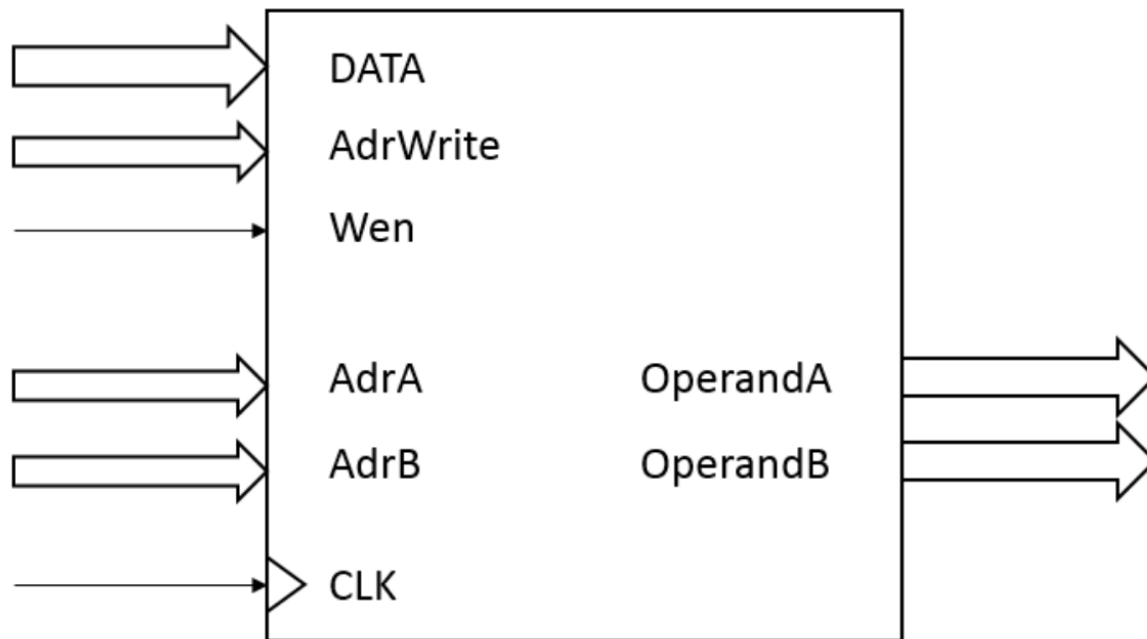 DATA
AdrWrite
Wen
AdrA
OperandA
AdrB
OperandB
CLK